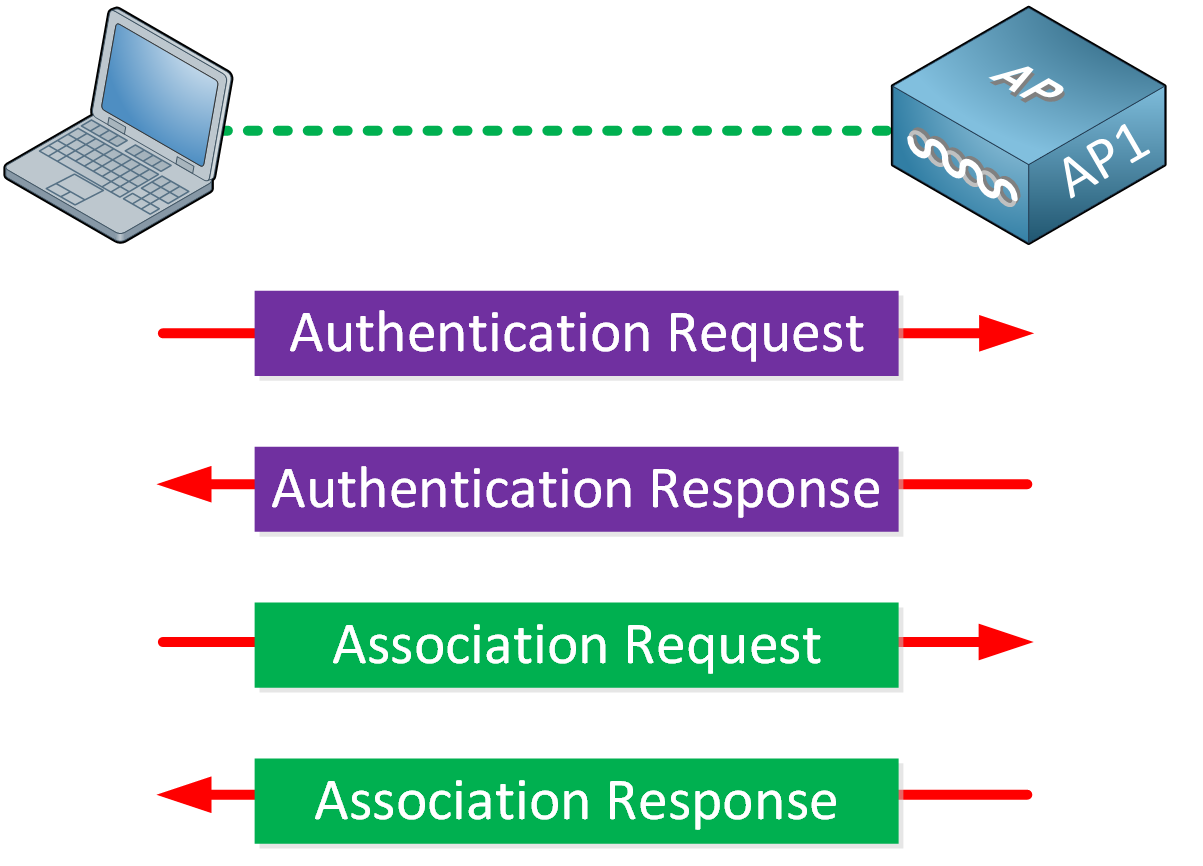 AP
AP1
Authentication Request
Authentication Response
Association Request
Association Response